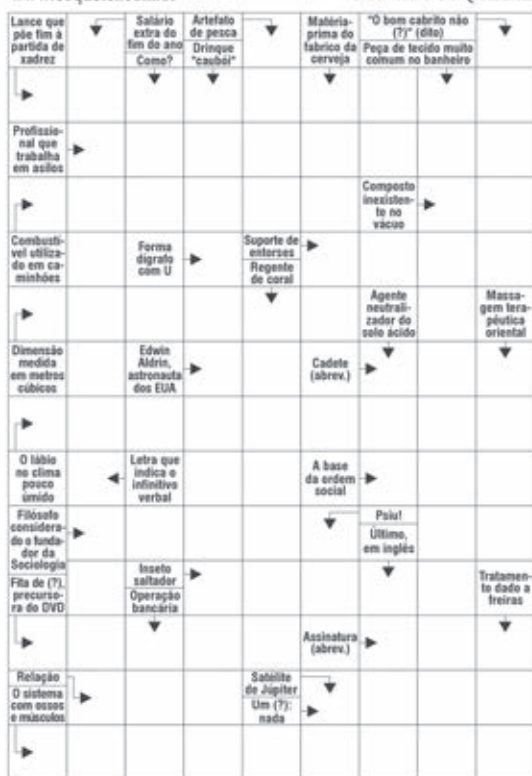 Lance que
põe fim à
partida de
xadrez
Salário
extra do
fim do ano
Como?
Artefato
de pesca
Drinque
"caubói"
Matéria-
prima do
fabrico da
cerveja
"O bom cabrito não
(?)" (dito)
Peça de tecido muito
comum no banheiro
Profissio-
nal que
trabalha
em asilos
Composto
inexisten-
te no
vácuo
Combustí-
vel utiliza-
do em ca-
minhões
Forma
dígrafo
com U
Suporte de
entorses
Regente
de coral
Agente
neutrali-
zador do
solo ácido
Massa-
gem tera-
pêutica
oriental
Dimensão
medida
em metros
cúbicos
Edwin
Aldrin,
astronauta
dos EUA
Cadete
(abrev.)
O lábio
no clima
pouco
úmido
Letra que
indica o
infinitivo
verbal
A base
da ordem
social
Filósofo
considera-
do o funda-
dor da
Sociologia
Psiu!
Último,
em inglês
Fita de (?),
precurso-
ra do DVD
Inseto
saltador
Operação
bancária
Tratamen-
to dado a
freiras
Assinatura
(abrev.)
Relação
O sistema
com ossos
e músculos
Satélite
de Júpiter
Um (?):
nada